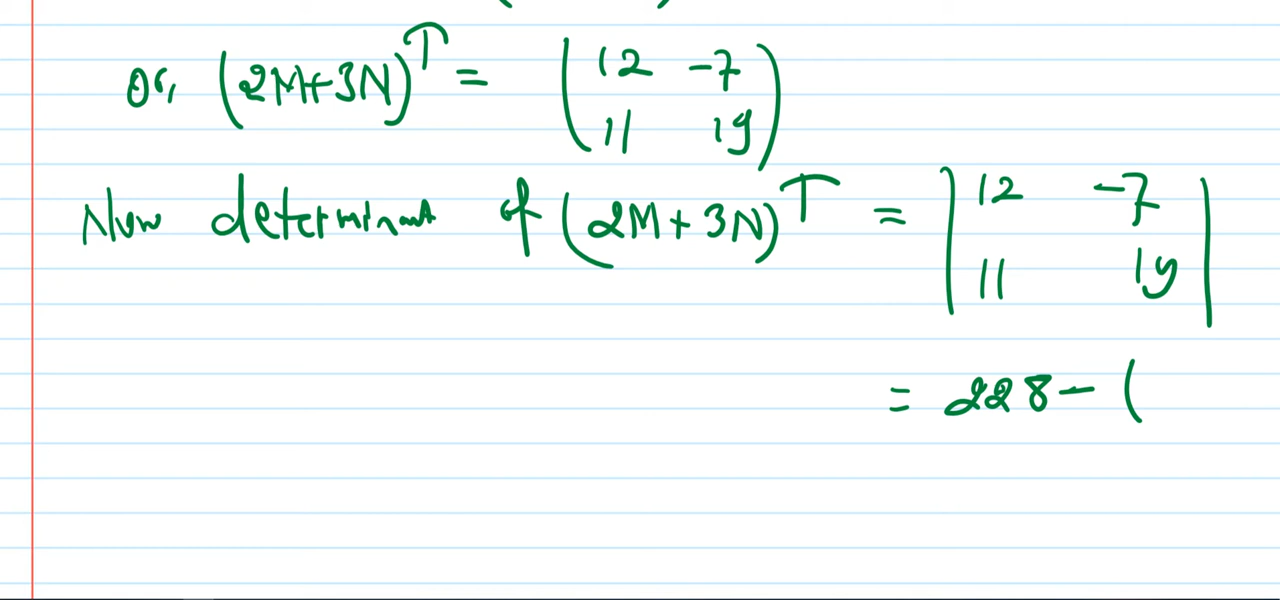 or, (2M+3N)^T = (12 -7
11 19)
Now determinant of (2M+3N)^T = |12 -7
11 19|
= 228 - (